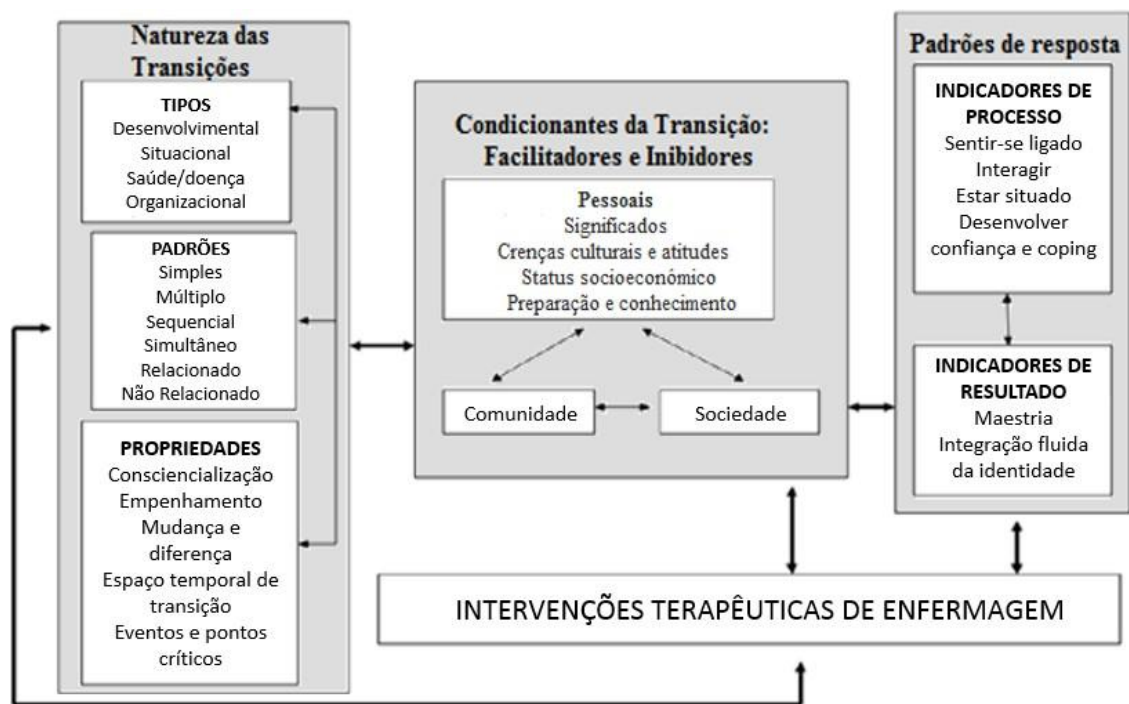 Natureza das
Transições
TIPOS
Desenvolvimental
Situacional
Saúde/doença
Organizacional
PADRÕES
Simples
Múltiplo
Sequencial
Simultâneo
Relacionado
Não Relacionado
PROPRIEDADES
Consciencialização
Empenhamento
Mudança e
diferença
Espaço temporal de
transição
Eventos e pontos
críticos
Condicionantes da Transição:
Facilitadores e Inibidores
Pessoais
Significados
Crenças culturais e atitudes
Status socioeconómico
Preparação e conhecimento
Comunidade
Sociedade
Padrões de resposta
INDICADORES DE
PROCESSO
Sentir-se ligado
Interagir
Estar situado
Desenvolver
confiança e coping
INDICADORES DE
RESULTADO
Maestria
Integração fluida
da identidade
INTERVENÇÕES TERAPÊUTICAS DE ENFERMAGEM